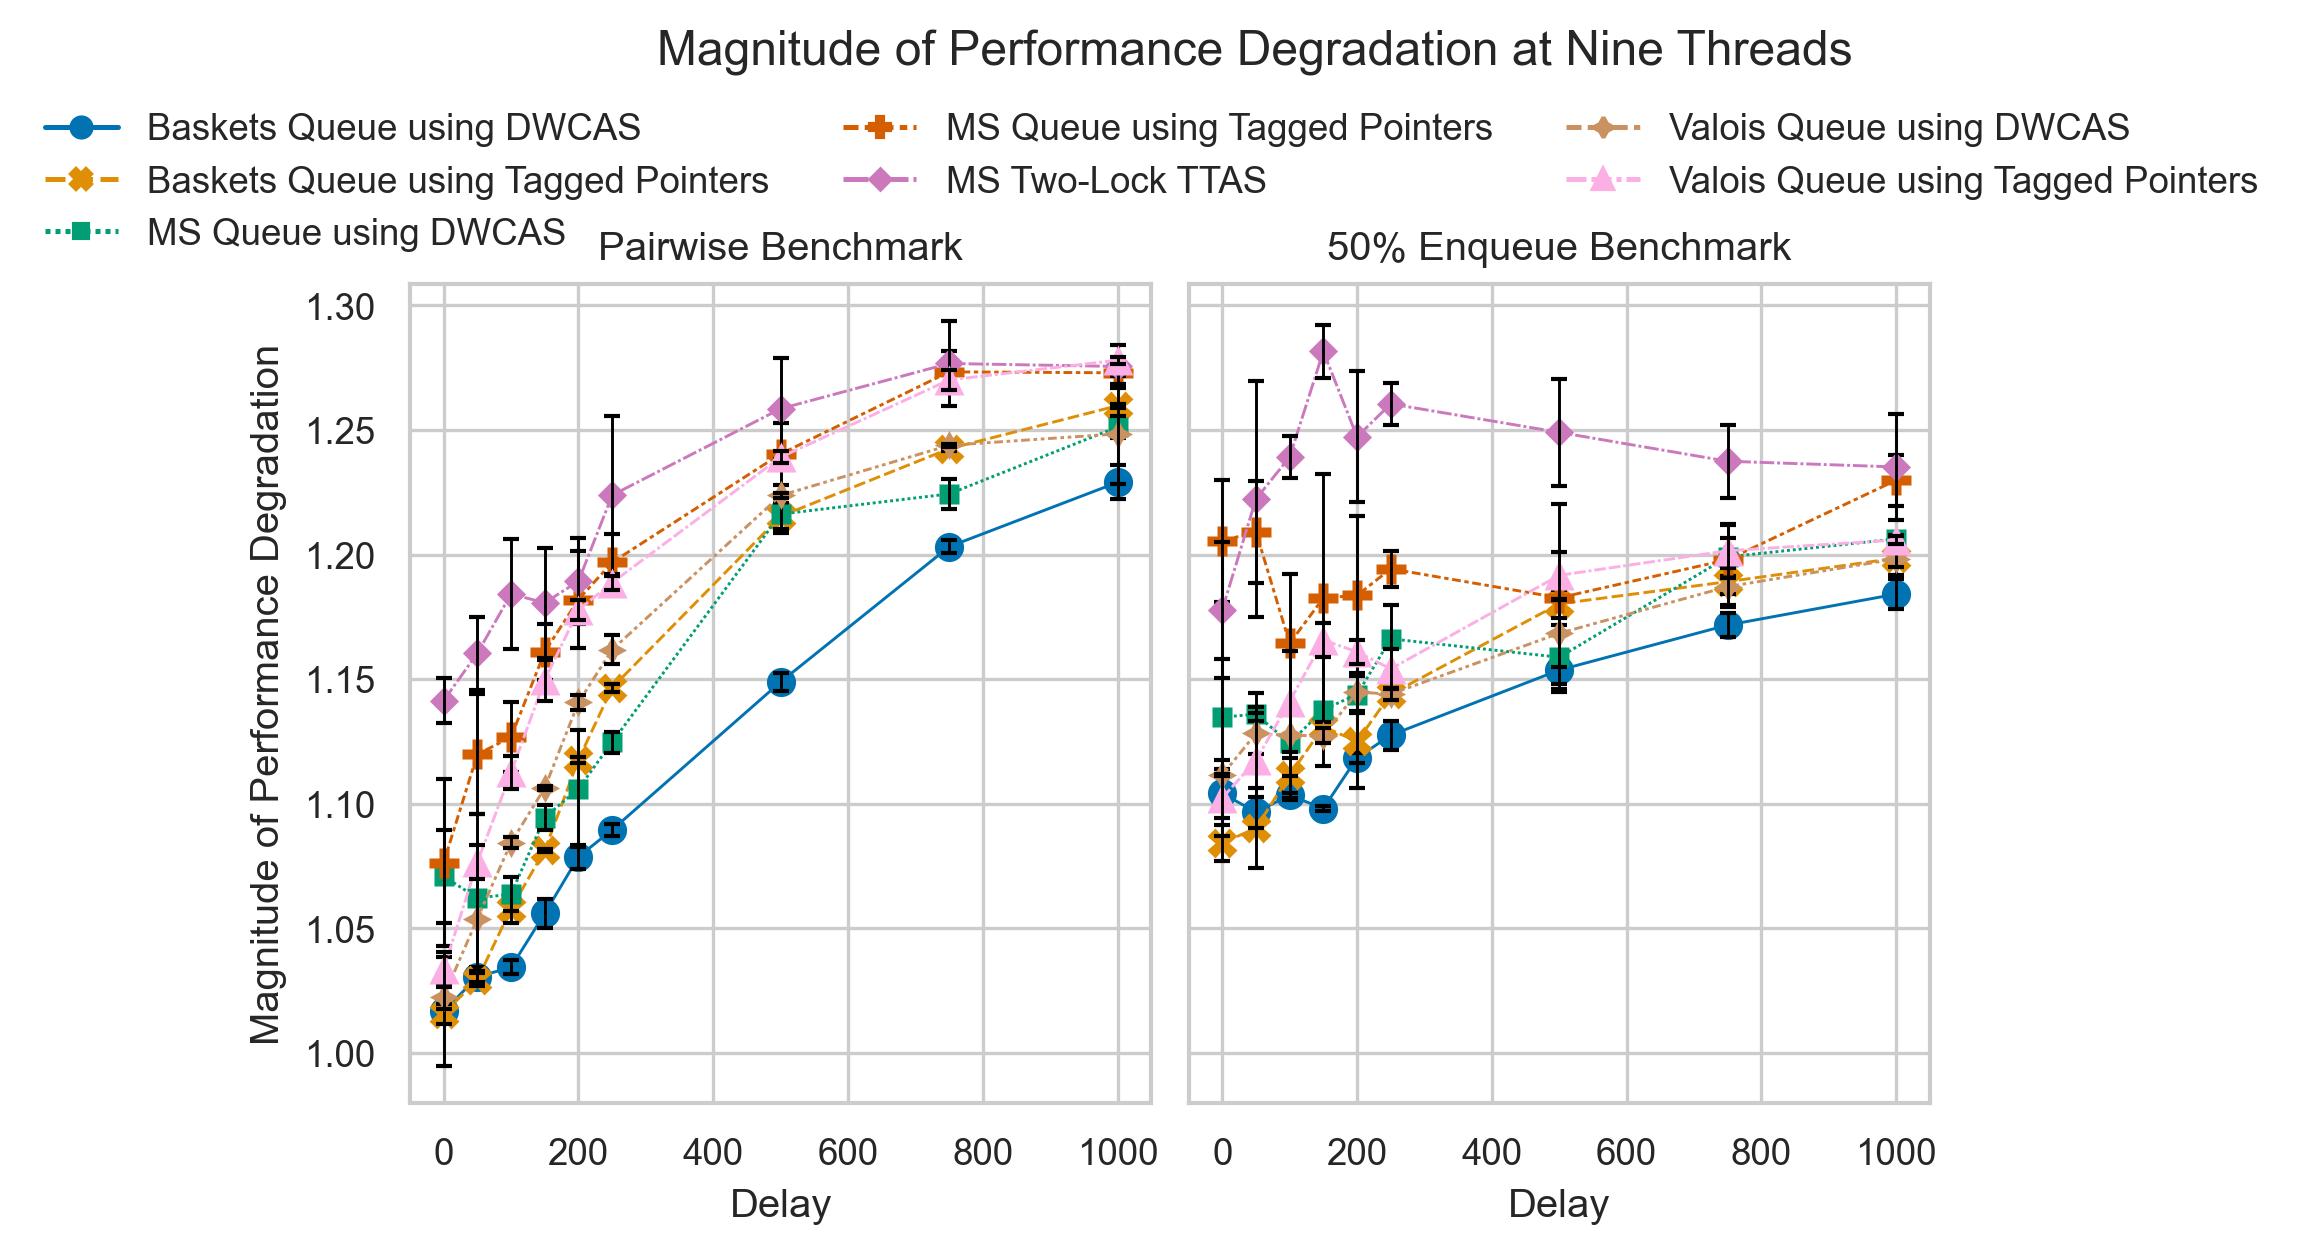 Magnitude of Performance Degradation at Nine Threads
Baskets Queue using DWCAS
Baskets Queue using Tagged Pointers
MS Queue using DWCAS
MS Queue using Tagged Pointers
MS Two-Lock TTAS
Valois Queue using DWCAS
Valois Queue using Tagged Pointers
Pairwise Benchmark
50% Enqueue Benchmark
Magnitude of Performance Degradation
1.30
1.25
1.20
1.15
1.10
1.05
1.00
0 200 400 600 800 1000
0 200 400 600 800 1000
Delay
Delay